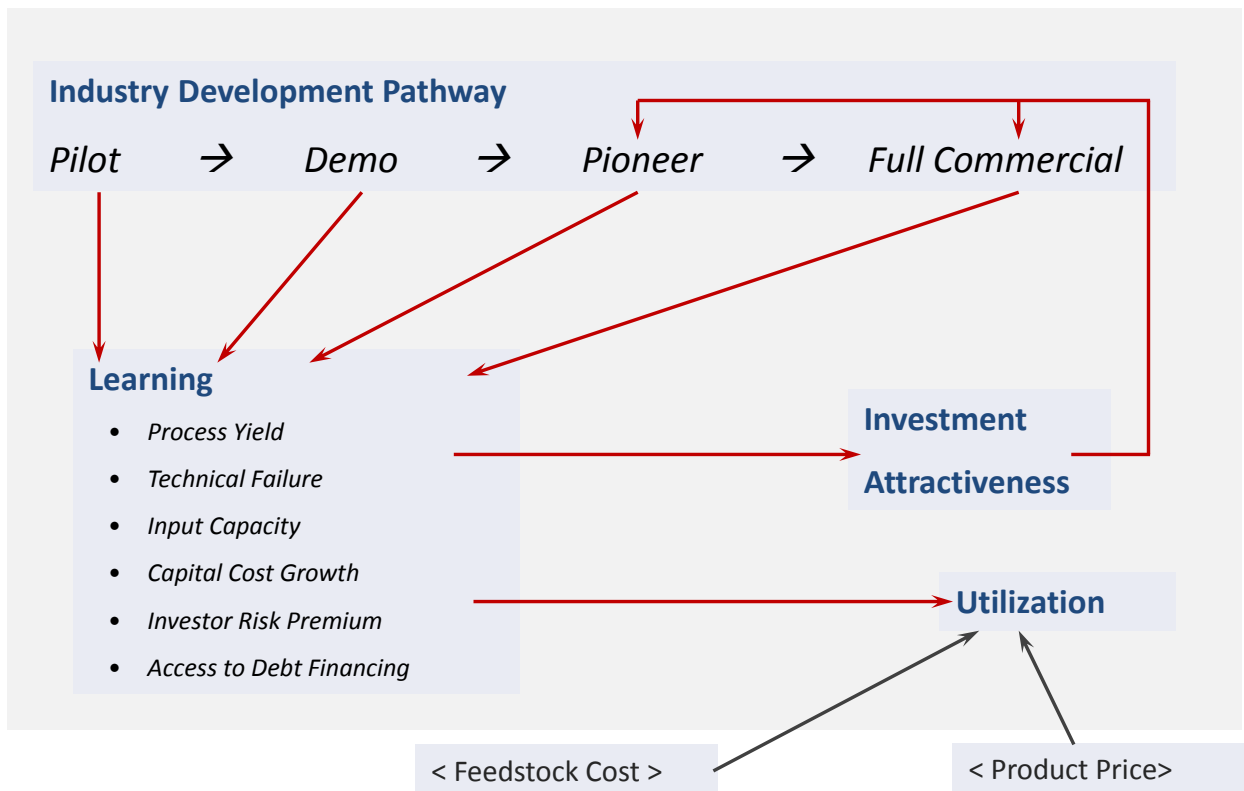 Industry Development Pathway
Pilot → Demo → Pioneer → Full Commercial
Learning
• Process Yield
• Technical Failure
• Input Capacity
• Capital Cost Growth
• Investor Risk Premium
• Access to Debt Financing
Investment
Attractiveness
Utilization
< Feedstock Cost >
< Product Price>